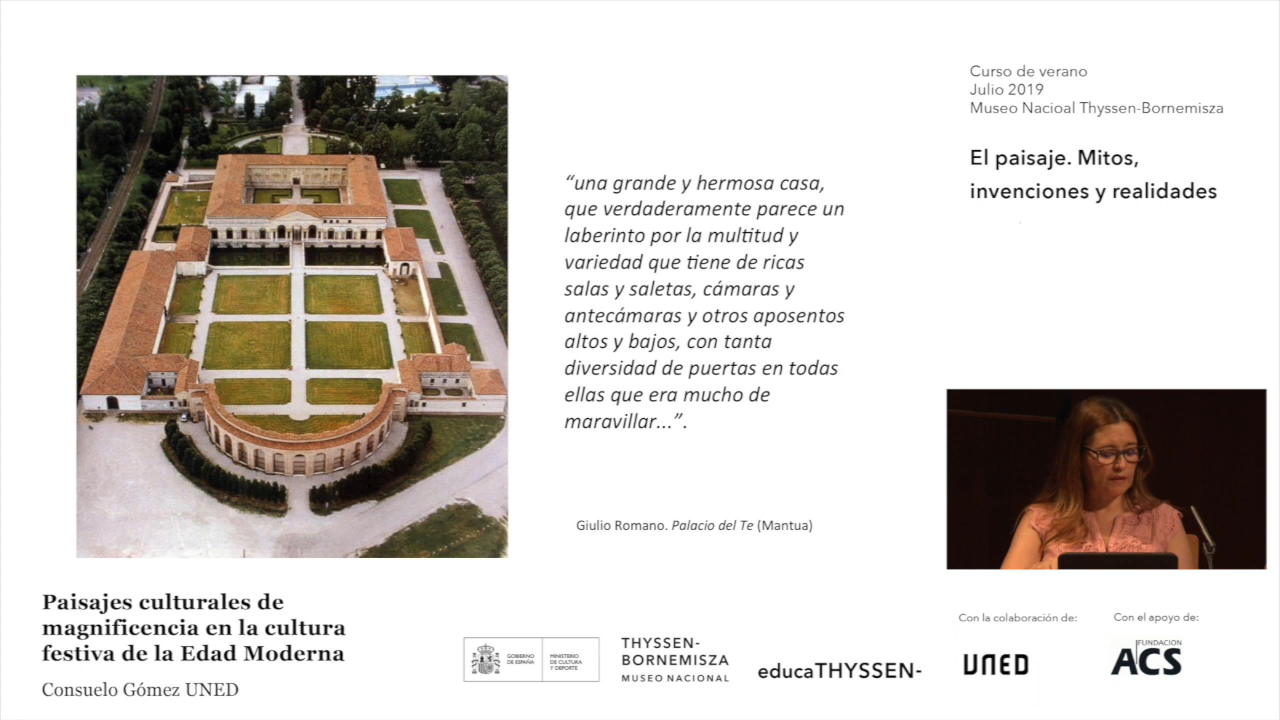 Curso de verano
Julio 2019
Museo Nacioal Thyssen-Bornemisza
El paisaje. Mitos,
invenciones y realidades
“una grande y hermosa casa,
que verdaderamente parece un
laberinto por la multitud y
variedad que tiene de ricas
salas y saletas, cámaras y
antecámaras y otros aposentos
altos y bajos, con tanta
diversidad de puertas en todas
ellas que era mucho de
maravillar...”.
Giulio Romano. Palacio del Te (Mantua)
Paisajes culturales de
magnificencia en la cultura
festiva de la Edad Moderna
Consuelo Gómez UNED
GOBIERNO
DE ESPAÑA
MINISTERIO
DE CULTURA
Y DEPORTE
THYSSEN-
BORNEMISZA
MUSEO NACIONAL
educaTHYSSEN-
Con la colaboración de:
UNED
Con el apoyo de:
FUNDACION
ACS